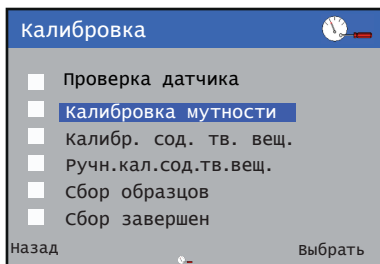 Калибровка
Проверка датчика
Калибровка мутности
Калибр. сод. тв. вещ.
Ручн.кал.сод.тв.вещ.
Сбор образцов
Сбор завершен
Назад
Выбрать